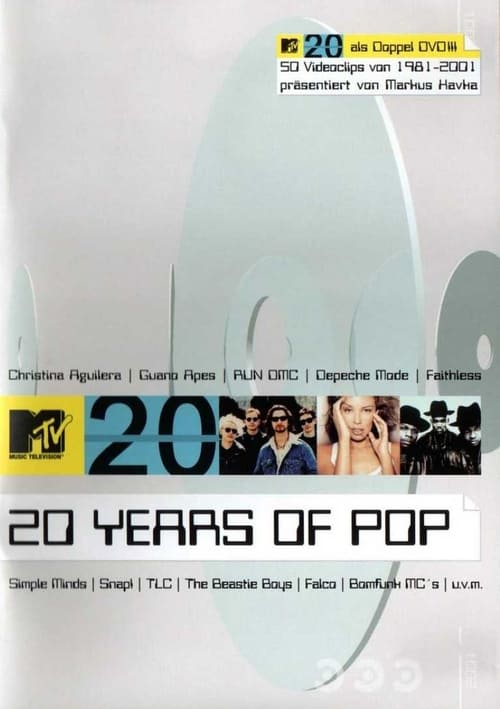 MTV 20 als Doppel DVD!!!
50 Videoclips von 1981-2001
präsentiert von Markus Kavka
Christina Aguilera | Guano Apes | RUN DMC | Depeche Mode | Faithless
MTV
MUSIC TELEVISION®
20
20 YEARS OF POP
Simple Minds | Snap! | TLC | The Beastie Boys | Falco | Bomfunk MC´s | u.v.m.